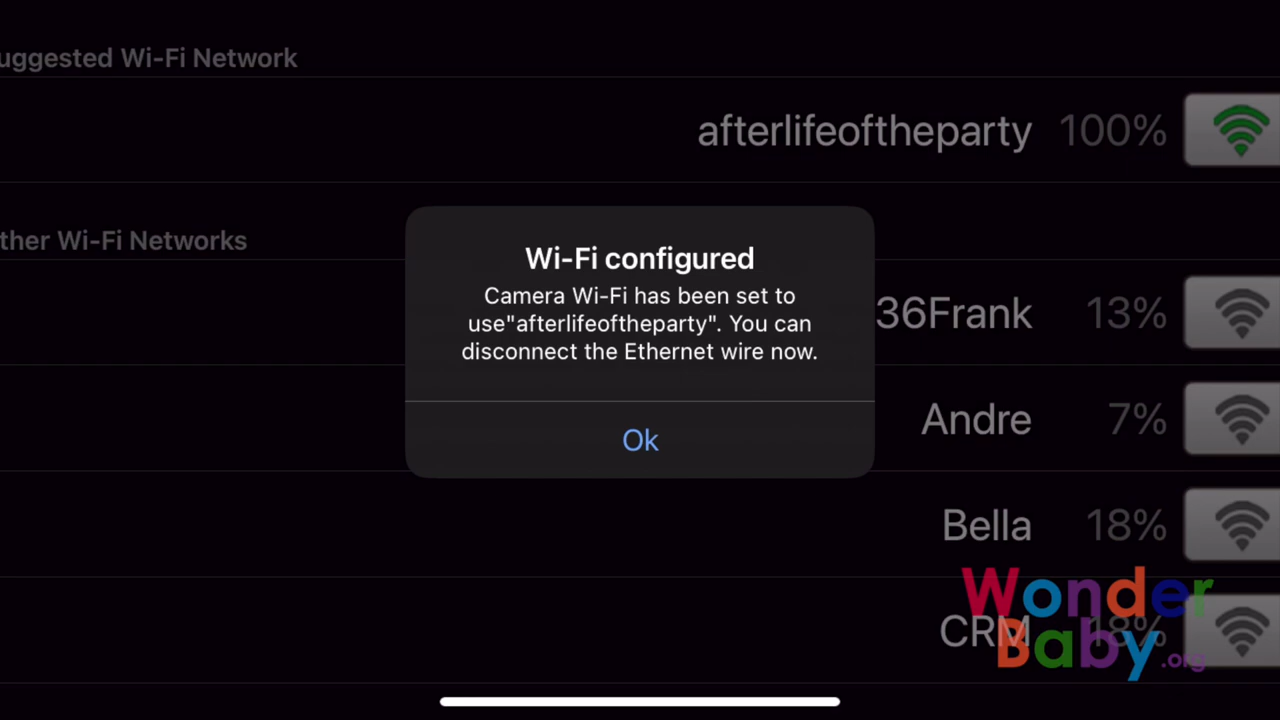 uggested Wi-Fi Network
afterlifeoftheparty 100%
ther Wi-Fi Networks
Wi-Fi configured
Camera Wi-Fi has been set to
use"afterlifeoftheparty". You can
disconnect the Ethernet wire now.
Ok
36Frank 13%
Andre 7%
Bella 18%
CRM 18%
Wonder
Baby.org